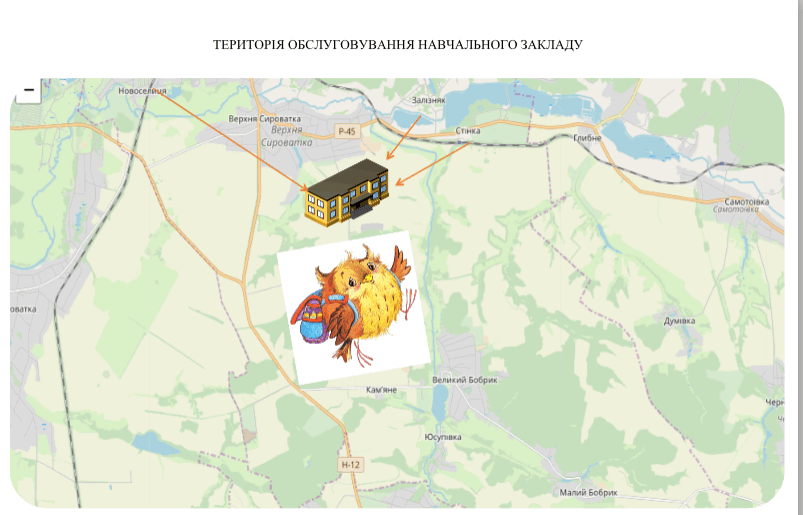 ТЕРИТОРІЯ ОБСЛУГОВУВАННЯ НАВЧАЛЬНОГО ЗАКЛАДУ
Новоселиця
Залізняк
Верхня Сироватка
Верхня
Сироватка
Р-45
Стінка
Глибне
Самотоївка
Самотоївка
оватка
Думівка
Великий Бобрик
Кам'яне
Чер
Юсупівка
Н-12
Малий Бобрик